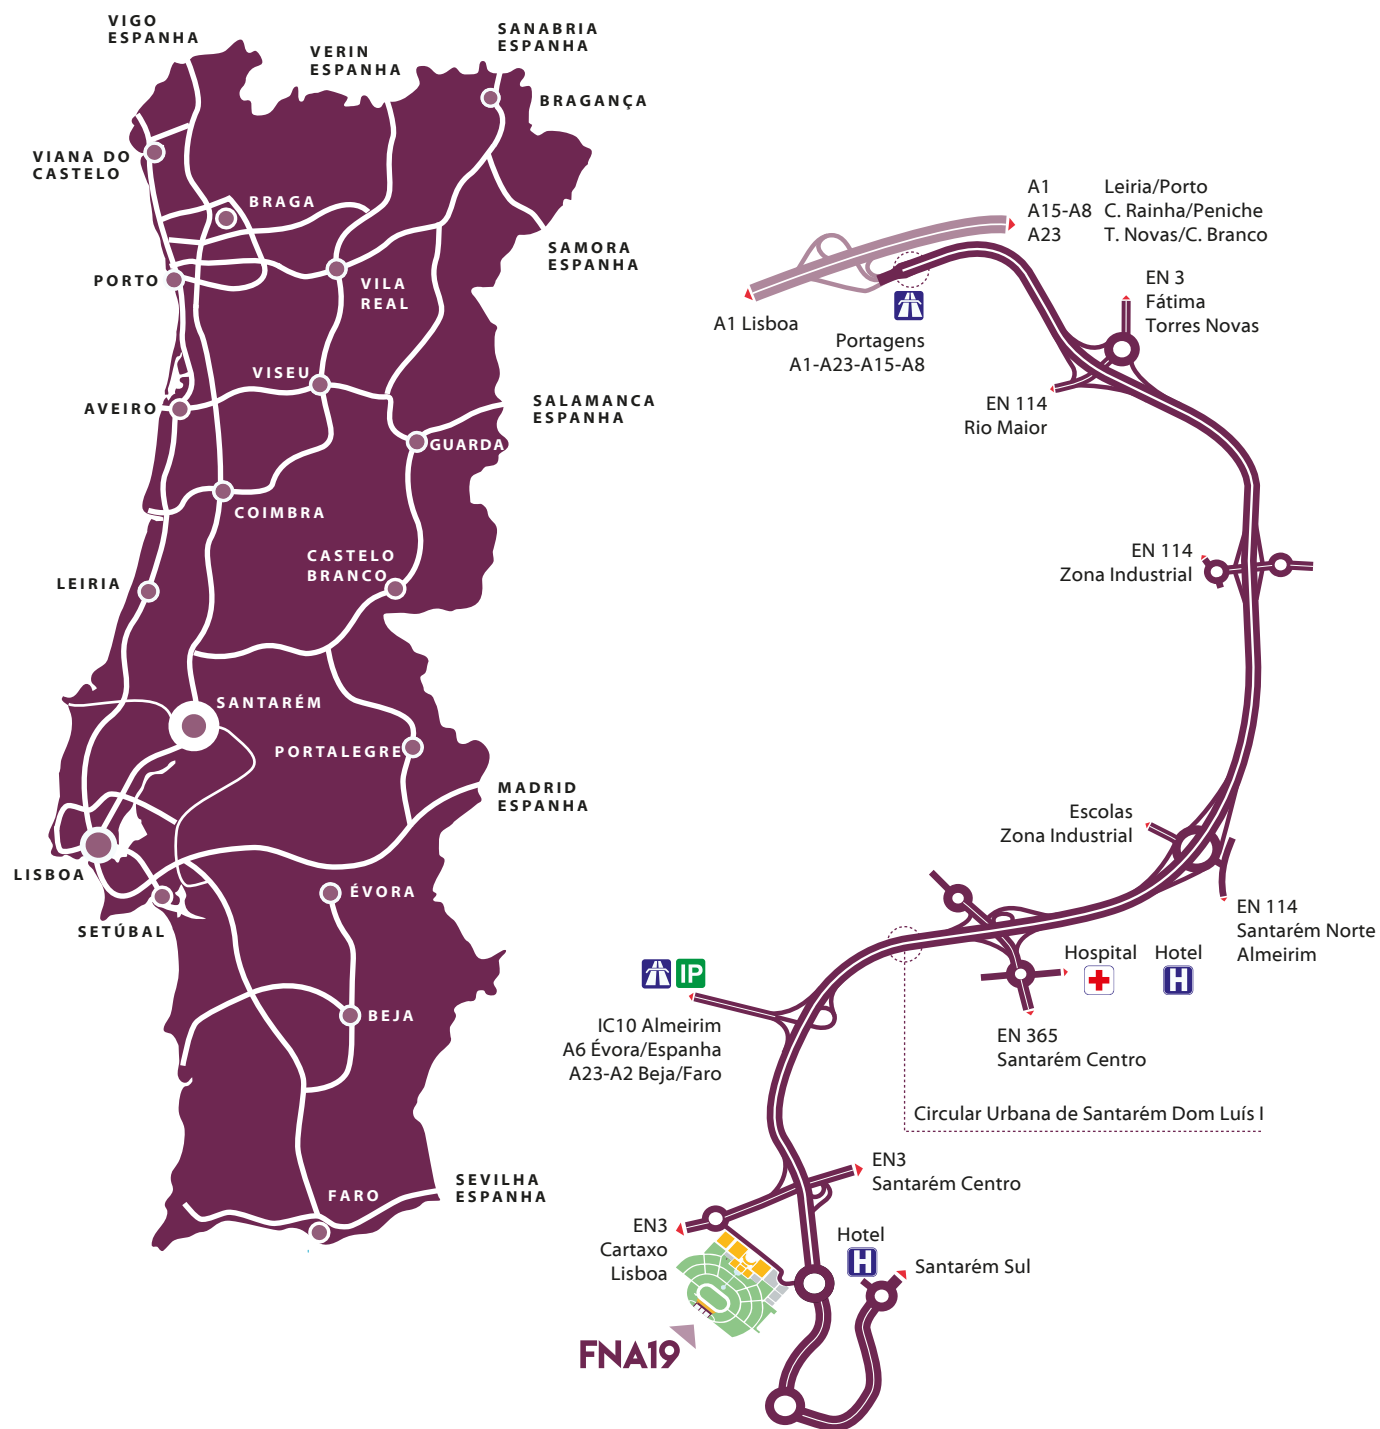 VIGO
ESPANHA
VERIN
ESPANHA
SANABRIA
ESPANHA
BRAGANÇA
VIANA DO
CASTELO
BRAGA
SAMORA
ESPANHA
PORTO
VILA
REAL
VISEU
AVEIRO
SALAMANCA
ESPANHA
GUARDA
COIMBRA
CASTELO
BRANCO
LEIRIA
SANTARÉM
PORTALEGRE
MADRID
ESPANHA
LISBOA
ÉVORA
SETÚBAL
BEJA
SEVILHA
ESPANHA
FARO
A1 Leiria/Porto
A15-A8 C. Rainha/Peniche
A23 T. Novas/C. Branco
A1 Lisboa
Portagens
A1-A23-A15-A8
EN 3
Fátima
Torres Novas
EN 114
Rio Maior
EN 114
Zona Industrial
Escolas
Zona Industrial
EN 114
Santarém Norte
Almeirim
Hospital
Hotel
H
EN 365
Santarém Centro
IP
IC10 Almeirim
A6 Évora/Espanha
A23-A2 Beja/Faro
Circular Urbana de Santarém Dom Luís I
EN3
Santarém Centro
EN3
Cartaxo
Lisboa
Hotel
H
Santarém Sul
FNA19